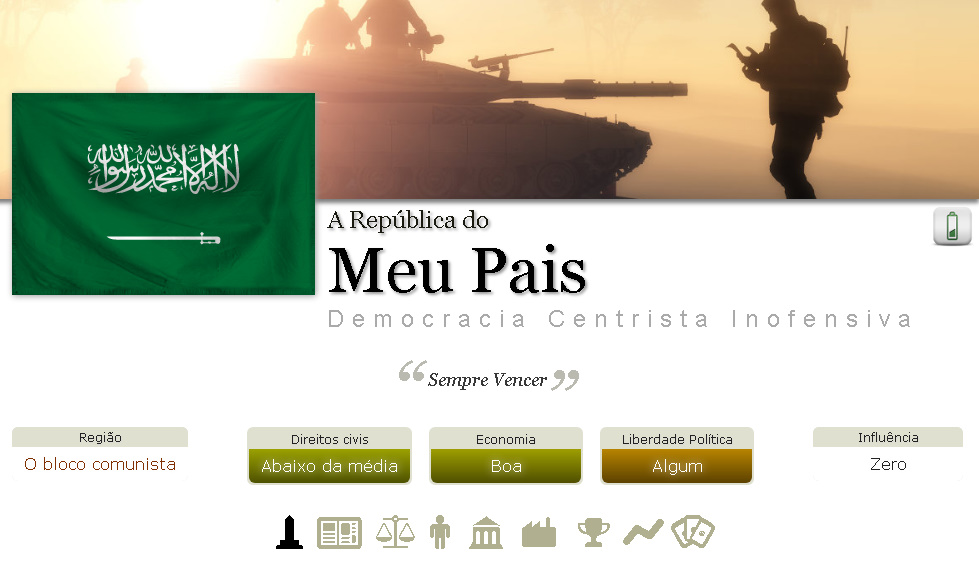 لا إله إلا الله محمد رسول الله
A República do
Meu Pais
Democracia Centrista Inofensiva
“ Sempre Vencer ”
Região
O bloco comunista
Direitos civis
Abaixo da média
Economia
Boa
Liberdade Política
Algum
Influência
Zero